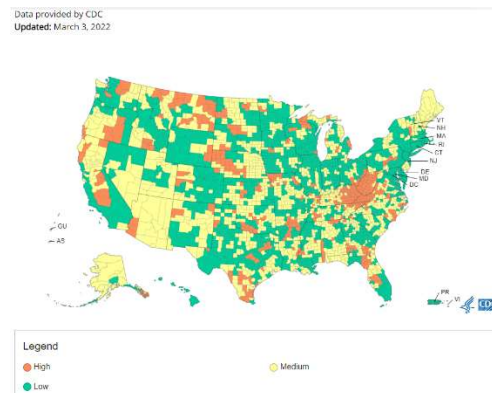 Data provided by CDC
Updated: March 3, 2022
VT
NH
MA
RI
CT
NJ
DE
MD
DC
GU
AS
PR
VI
CDC
Legend
High
Medium
Low